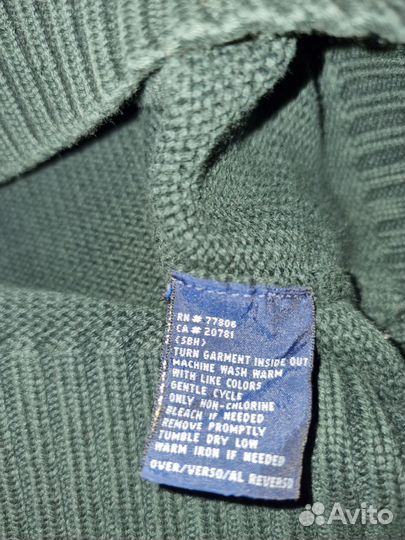 RN # 77806
CA # 20781
(SBH)
TURN GARMENT INSIDE OUT
MACHINE WASH WARM
WITH LIKE COLORS
GENTLE CYCLE
ONLY NON-CHLORINE
BLEACH IF NEEDED
REMOVE PROMPTLY
TUMBLE DRY LOW
WARM IRON IF NEEDED
OVER/VERSO/AL REVERSO
Avito